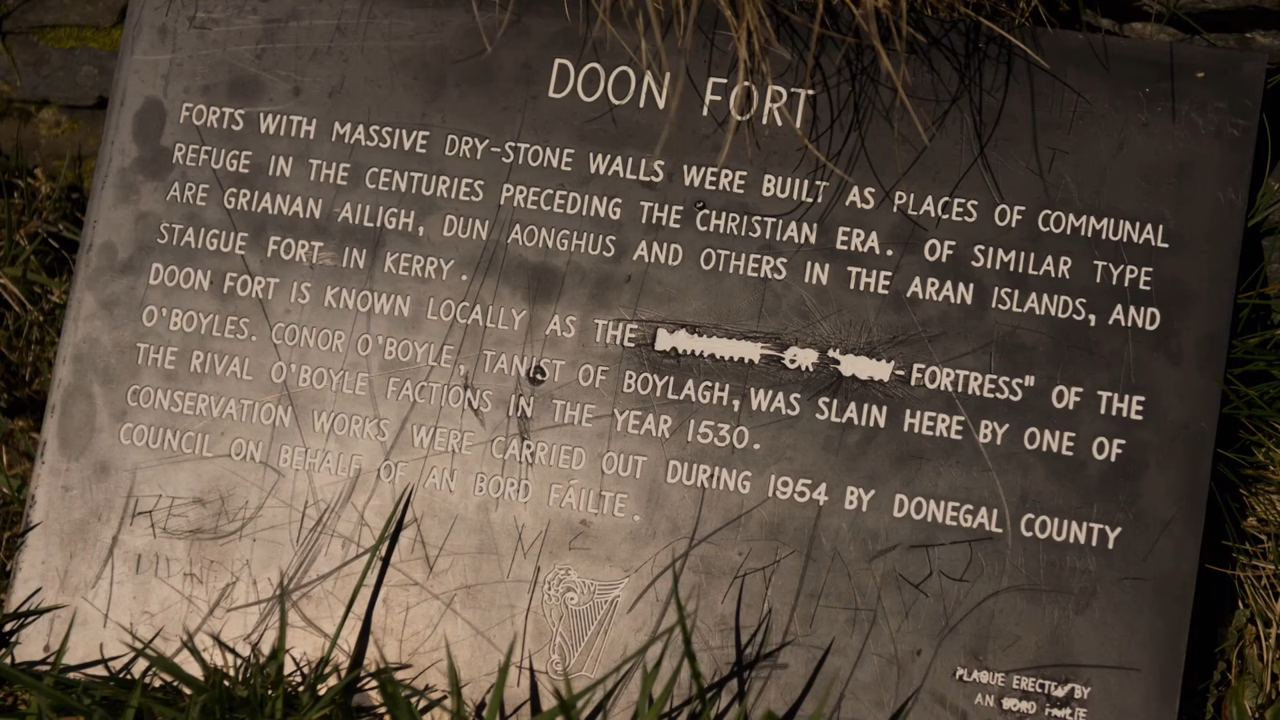 DOON FORT
FORTS WITH MASSIVE DRY-STONE WALLS WERE BUILT AS PLACES OF COMMUNAL
REFUGE IN THE CENTURIES PRECEDING THE CHRISTIAN ERA. OF SIMILAR TYPE
ARE GRIANAN AILIGH, DUN AONGHUS AND OTHERS IN THE ARAN ISLANDS, AND
STAIGUE FORT IN KERRY.
DOON FORT IS KNOWN LOCALLY AS THE FORTRESS" OF THE
O'BOYLES. CONOR O'BOYLE, TANIST OF BOYLAGH, WAS SLAIN HERE BY ONE OF
THE RIVAL O'BOYLE FACTIONS IN THE YEAR 1530.
CONSERVATION WORKS WERE CARRIED OUT DURING 1954 BY DONEGAL COUNTY
COUNCIL ON BEHALF OF AN BORD FÁILTE.
PLAQUE ERECTED BY
AN BORD FAILTE